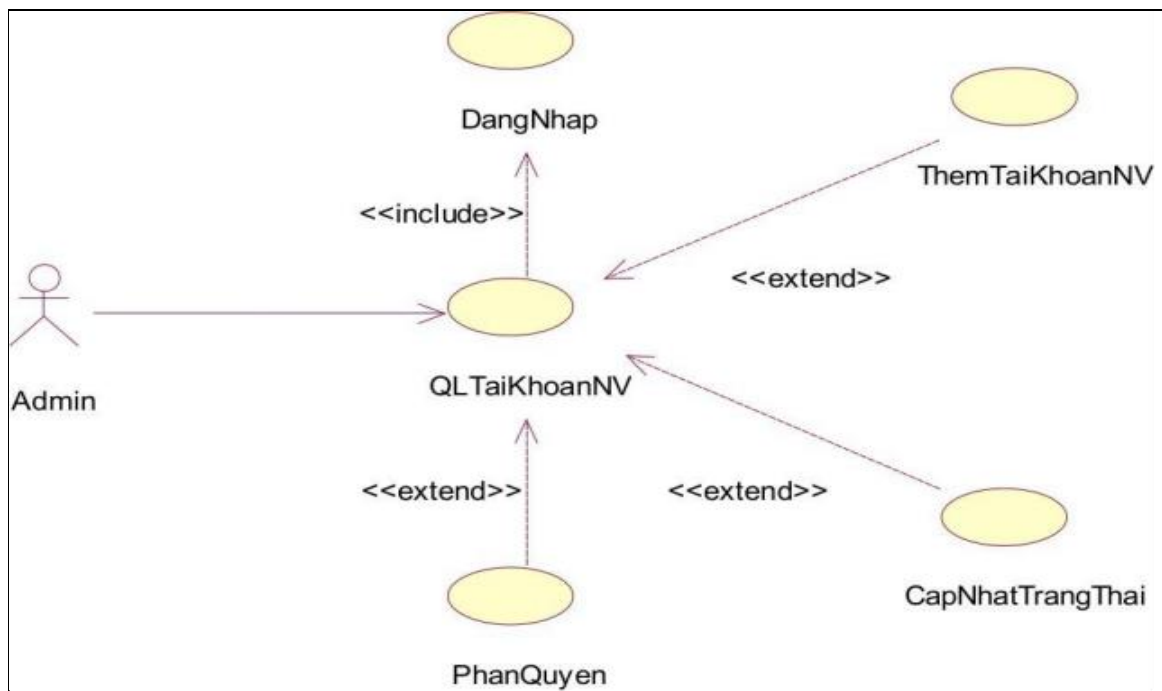 DangNhap
ThemTaiKhoanNV
<<include>>
<<extend>>
Admin
QLTaiKhoanNV
<<extend>>
<<extend>>
CapNhatTrangThai
PhanQuyen